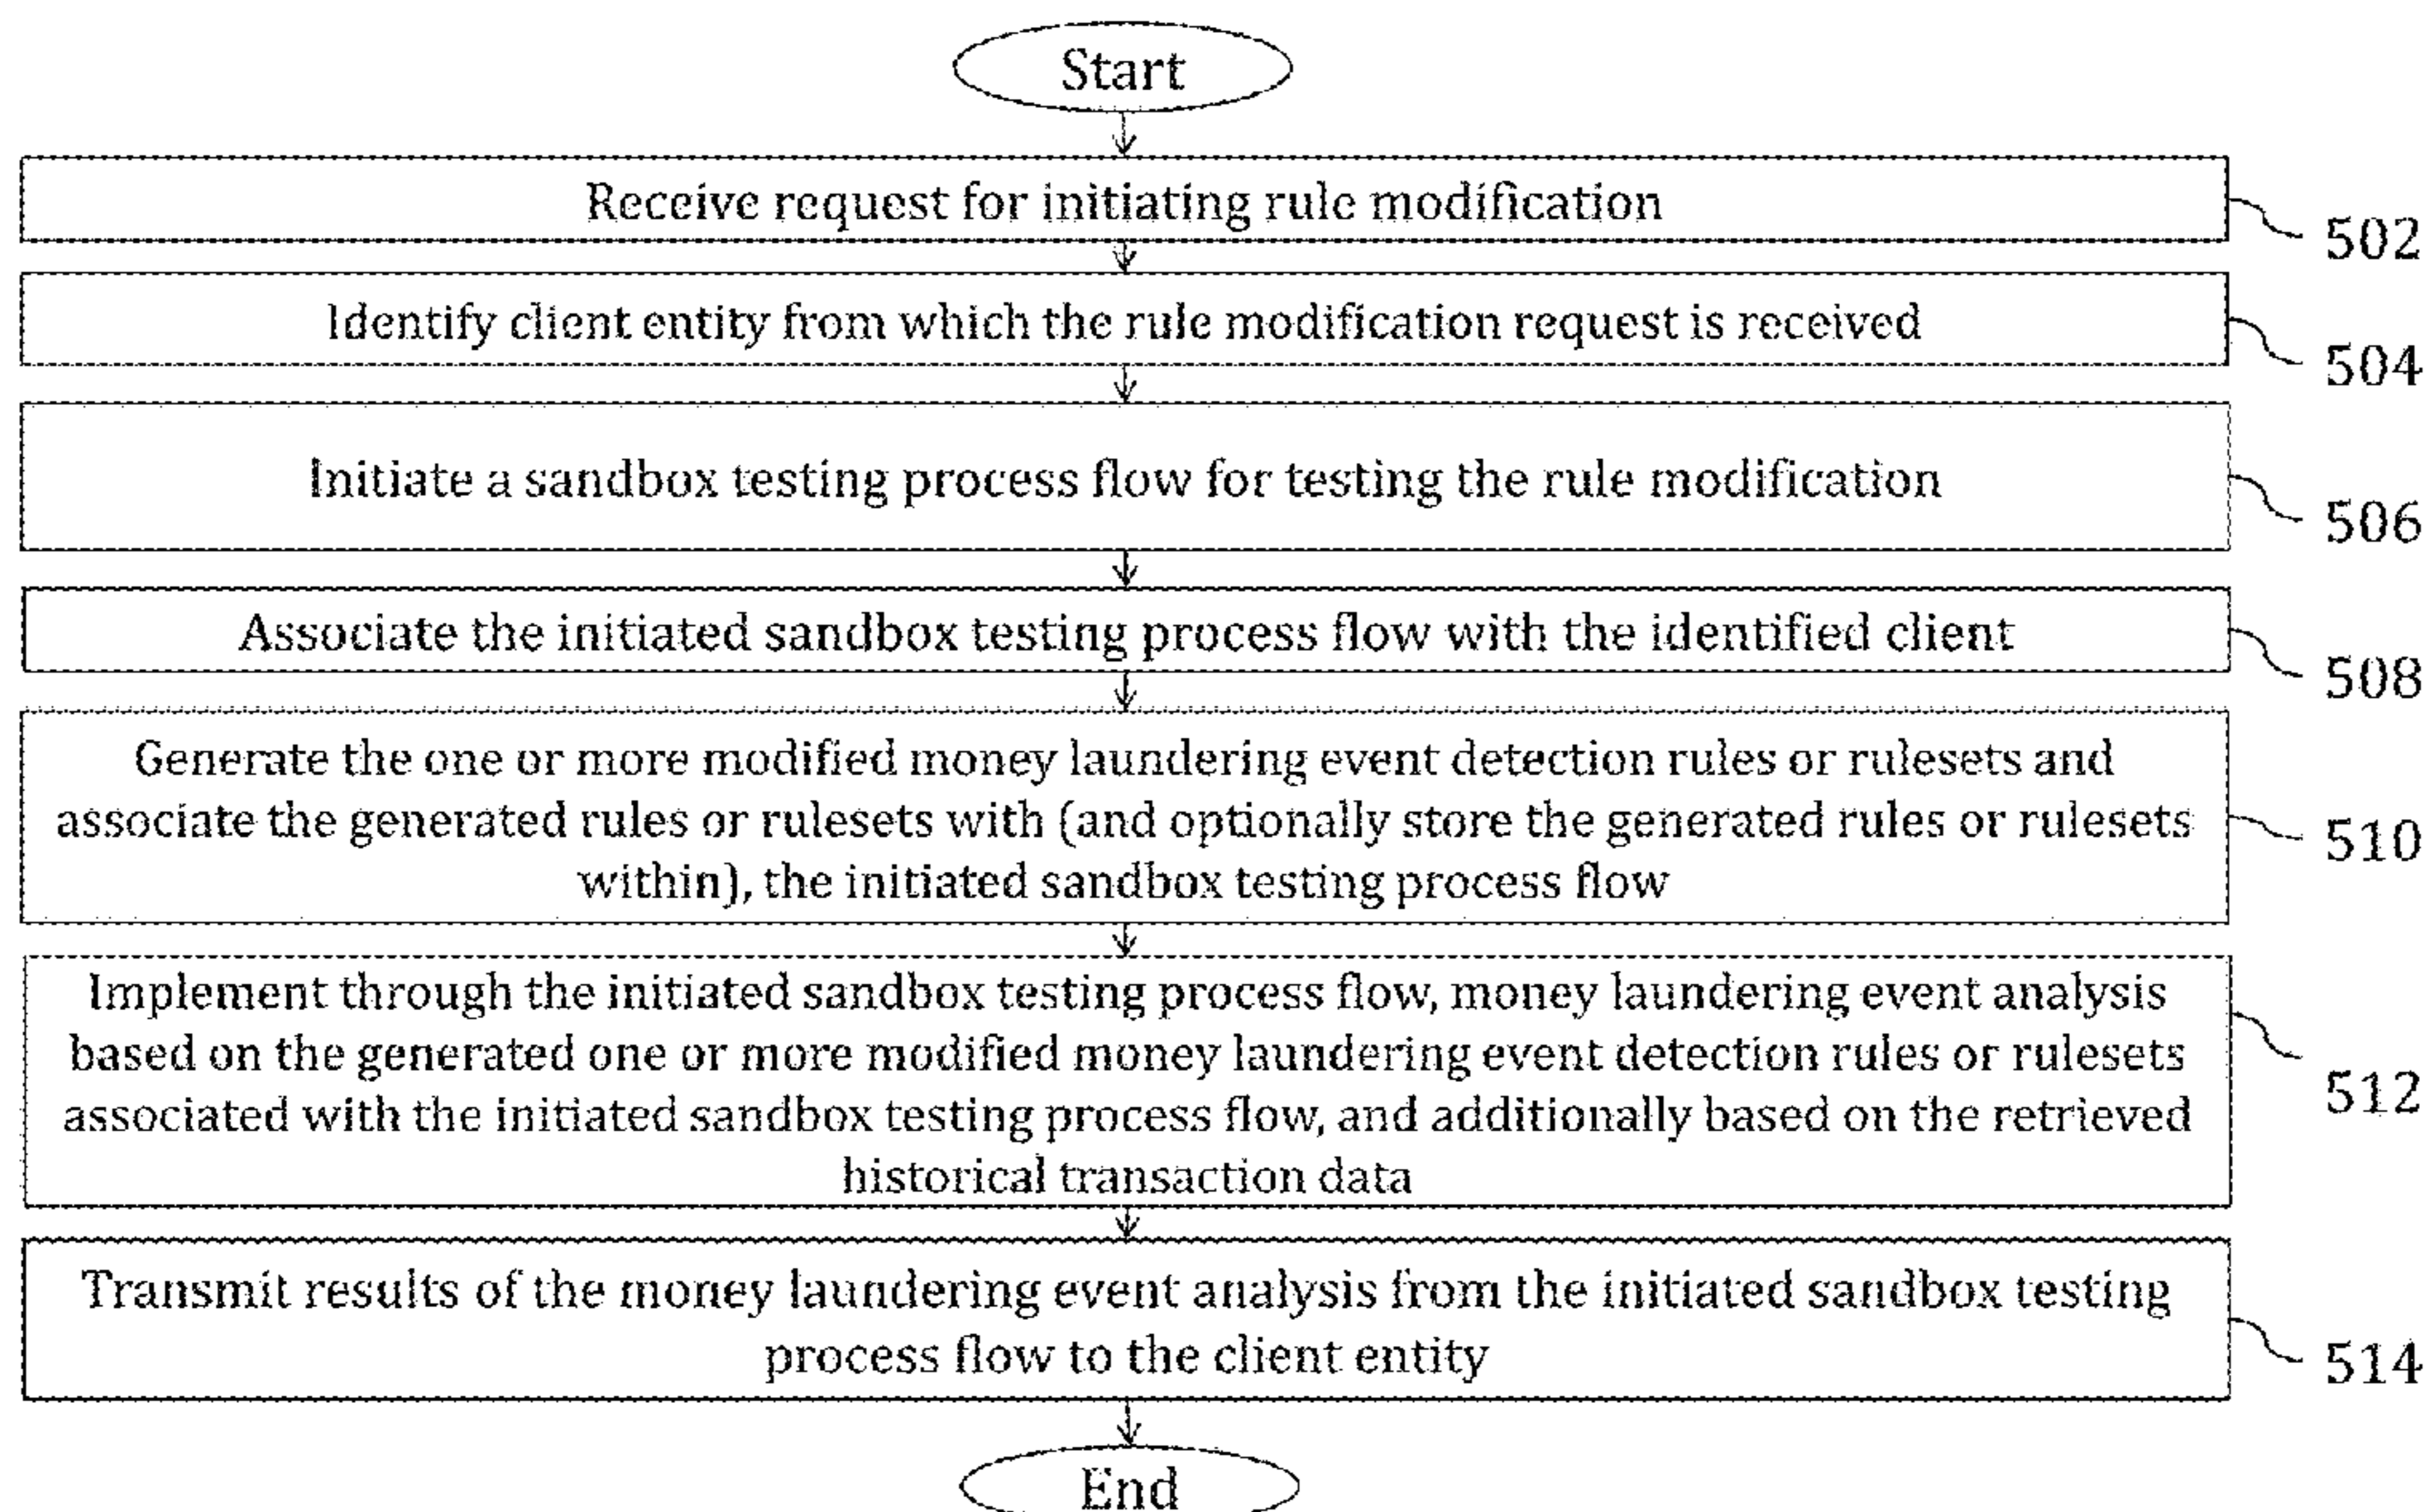 Start
Receive request for initiating rule modification
502
Identify client entity from which the rule modification request is received
504
Initiate a sandbox testing process flow for testing the rule modification
506
Associate the initiated sandbox testing process flow with the identified client
508
Generate the one or more modified money laundering event detection rules or rulesets and
associate the generated rules or rulesets with (and optionally store the generated rules or rulesets
within), the initiated sandbox testing process flow
510
Implement through the initiated sandbox testing process flow, money laundering event analysis
based on the generated one or more modified money laundering event detection rules or rulesets
associated with the initiated sandbox testing process flow, and additionally based on the retrieved
historical transaction data
512
Transmit results of the money laundering event analysis from the initiated sandbox testing
process flow to the client entity
514
End